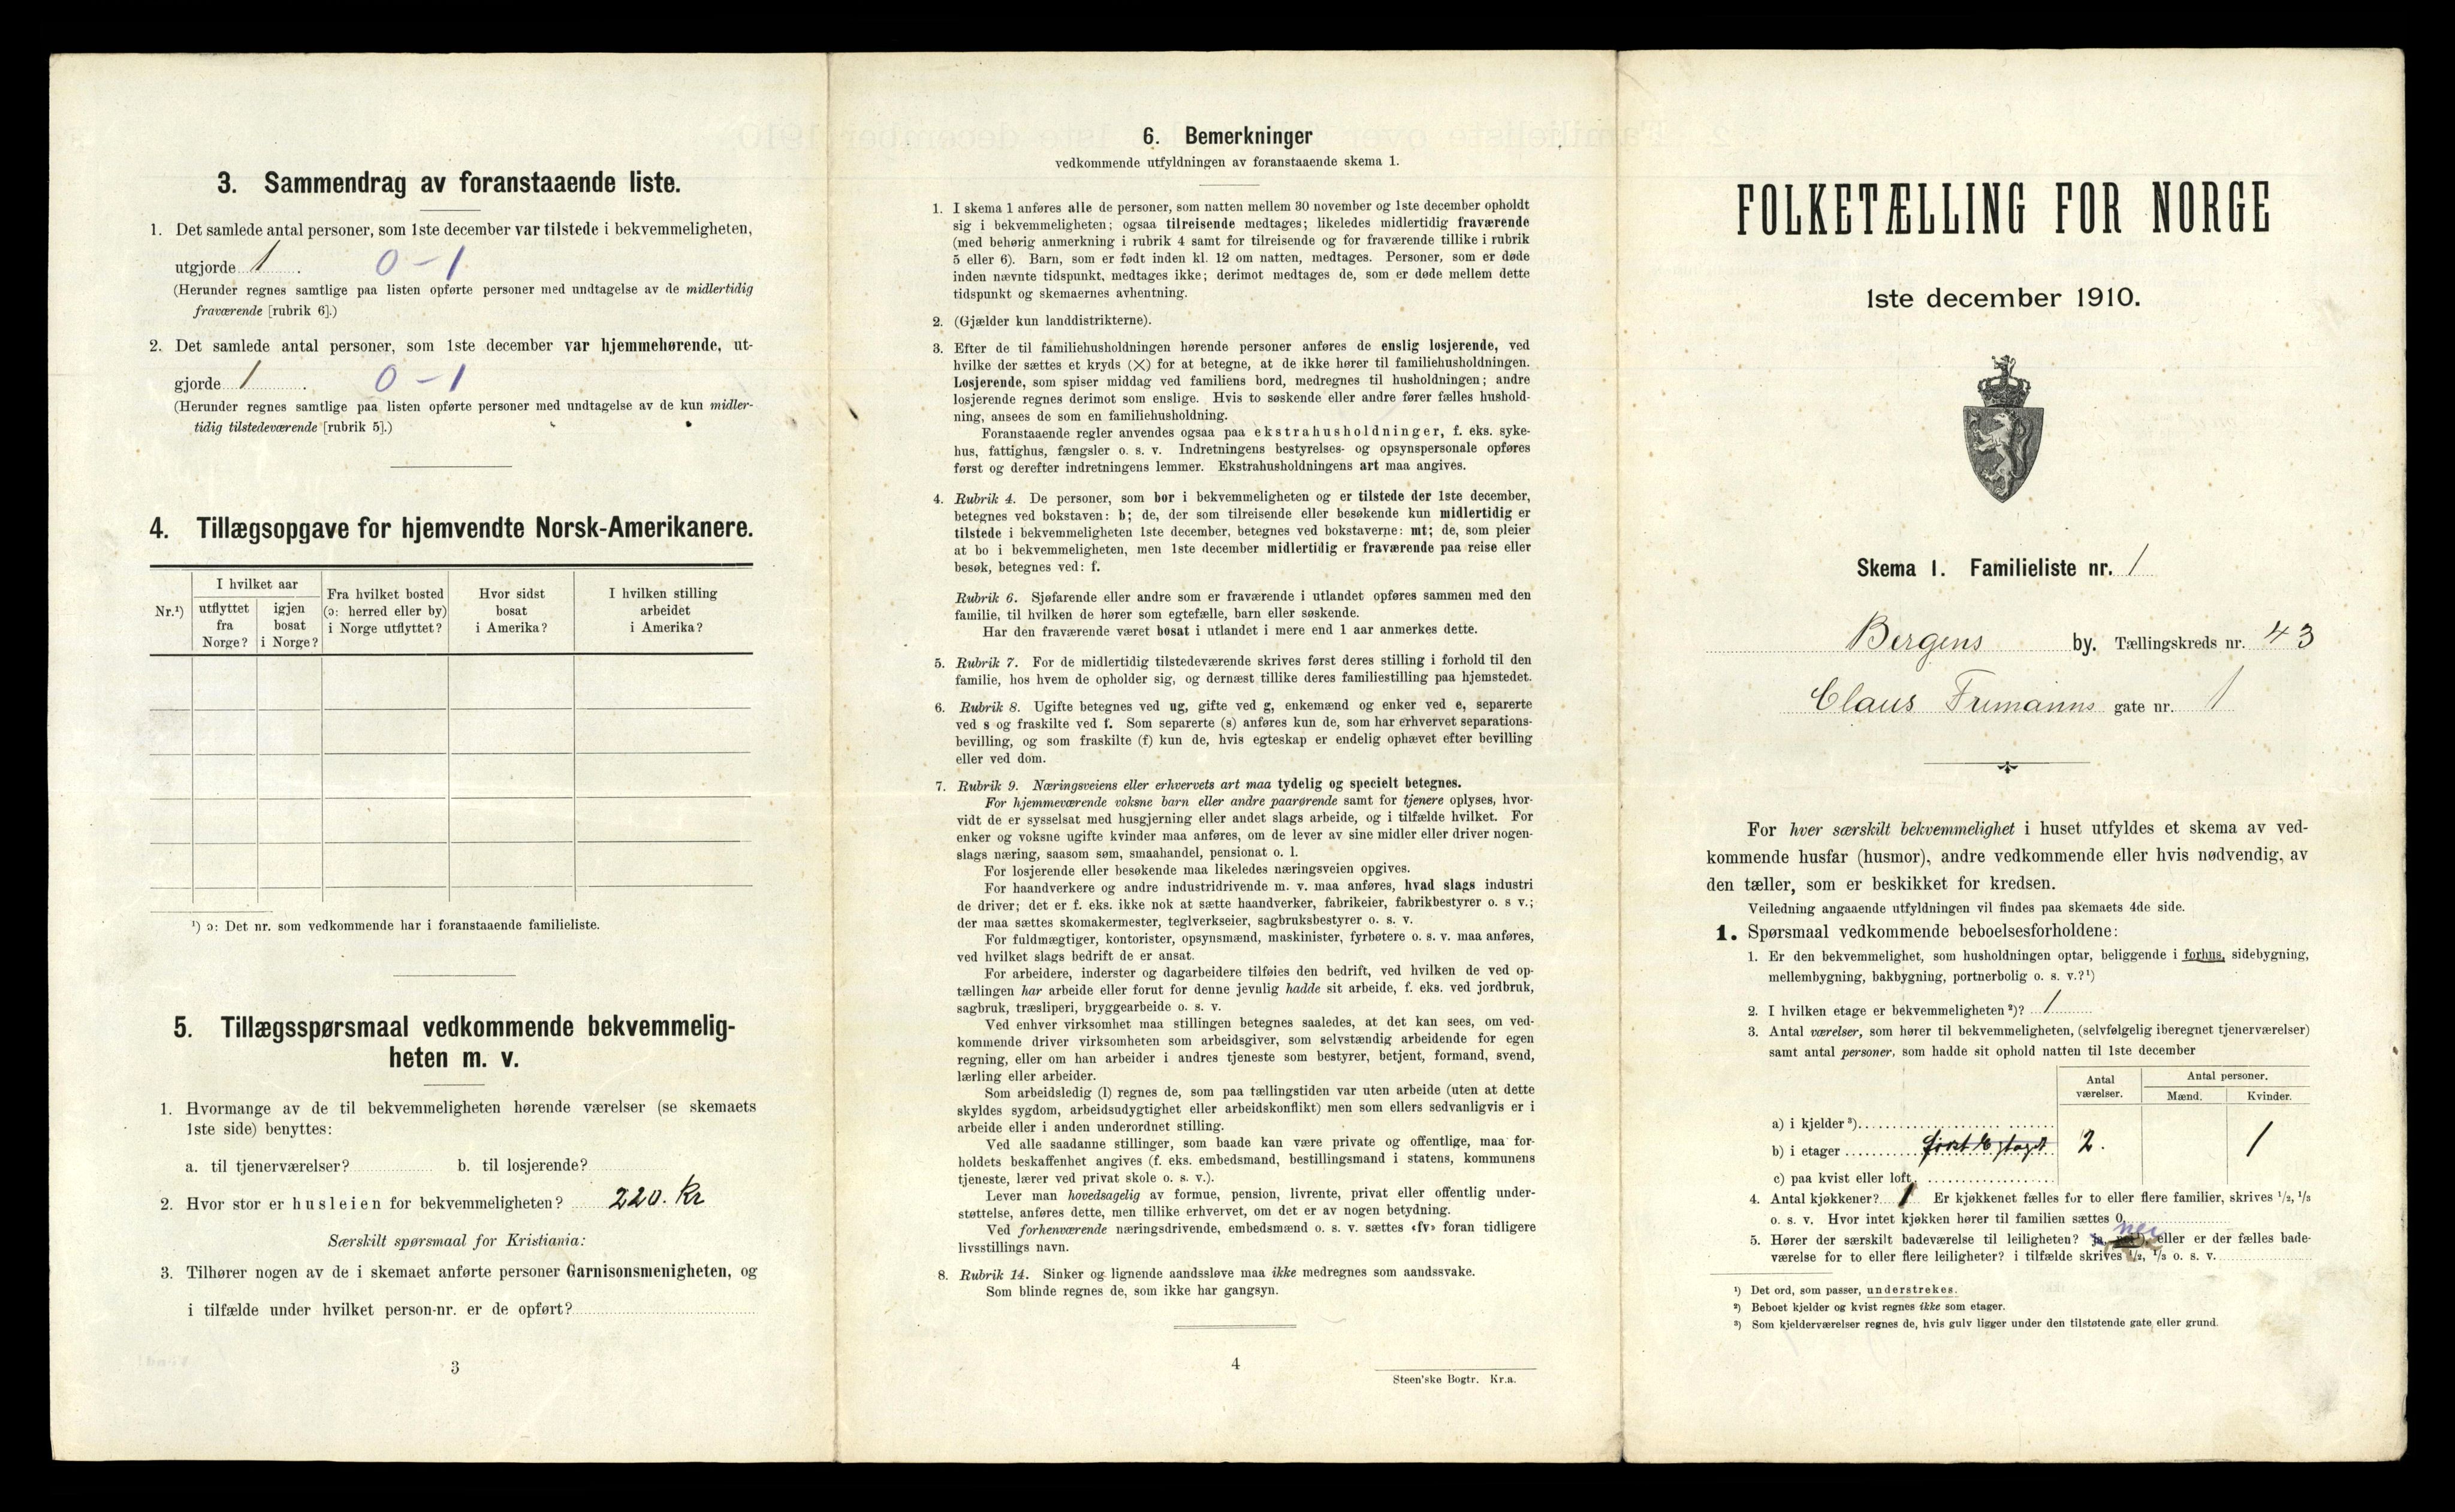 3. Sammendrag av foranstaaende liste.
1. Det samlede antal personer, som 1ste december var tilstede i bekvemmeligheten,
utgjorde 1. 0 – 1
(Herunder regnes samtlige paa listen opførte personer med undtagelse av de midlertidig
fraværende [rubrik 6].)
2. Det samlede antal personer, som 1ste december var hjemmehørende, ut-
gjorde 1. 0 – 1
(Herunder regnes samtlige paa listen opførte personer med undtagelse av de kun midler-
tidig tilstedeværende [rubrik 5].)
4. Tillægsopgave for hjemvendte Norsk-Amerikanere.
Nr.¹)
I hvilket aar
utflyttet fra Norge?
igjen bosat i Norge?
Fra hvilket bosted (ɔ: herred eller by) i Norge utflyttet?
Hvor sidst bosat i Amerika?
I hvilken stilling arbeidet i Amerika?
¹) ɔ: Det nr. som vedkommende har i foranstaaende familieliste.
5. Tillægsspørsmaal vedkommende bekvemmelig-
heten m. v.
1. Hvormange av de til bekvemmeligheten hørende værelser (se skemaets
1ste side) benyttes:
a. til tjenerværelser? b. til losjerende?
2. Hvor stor er husleien for bekvemmeligheten? 220. Kr
Særskilt spørsmaal for Kristiania:
3. Tilhører nogen av de i skemaet anførte personer Garnisonsmenigheten, og
i tilfælde under hvilket person-nr. er de opført?
3
6. Bemerkninger
vedkommende utfyldningen av foranstaaende skema 1.
1. I skema 1 anføres alle de personer, som natten mellem 30 november og 1ste december opholdt
sig i bekvemmeligheten; ogsaa tilreisende medtages; likeledes midlertidig fraværende
(med behørig anmerkning i rubrik 4 samt for tilreisende og for fraværende tillike i rubrik
5 eller 6). Barn, som er født inden kl. 12 om natten, medtages. Personer, som er døde
inden nævnte tidspunkt, medtages ikke; derimot medtages de, som er døde mellem dette
tidspunkt og skemaernes avhentning.
2. (Gjælder kun landdistrikterne).
3. Efter de til familiehusholdningen hørende personer anføres de enslig losjerende, ved
hvilke der sættes et kryds (×) for at betegne, at de ikke hører til familiehusholdningen.
Losjerende, som spiser middag ved familiens bord, medregnes til husholdningen; andre
losjerende regnes derimot som enslige. Hvis to søskende eller andre fører fælles hushold-
ning, ansees de som en familiehusholdning.
Foranstaaende regler anvendes ogsaa paa ekstrahusholdninger, f. eks. syke-
hus, fattighus, fængsler o. s. v. Indretningens bestyrelses- og opsynspersonale opføres
først og derefter indretningens lemmer. Ekstrahusholdningens art maa angives.
4. Rubrik 4. De personer, som bor i bekvemmeligheten og er tilstede der 1ste december,
betegnes ved bokstaven: b; de, der som tilreisende eller besøkende kun midlertidig er
tilstede i bekvemmeligheten 1ste december, betegnes ved bokstaverne: mt; de, som pleier
at bo i bekvemmeligheten, men 1ste december midlertidig er fraværende paa reise eller
besøk, betegnes ved: f.
Rubrik 6. Sjøfarende eller andre som er fraværende i utlandet opføres sammen med den
familie, til hvilken de hører som egtefælle, barn eller søskende.
Har den fraværende været bosat i utlandet i mere end 1 aar anmerkes dette.
5. Rubrik 7. For de midlertidig tilstedeværende skrives først deres stilling i forhold til den
familie, hos hvem de opholder sig, og dernæst tillike deres familiestilling paa hjemstedet.
6. Rubrik 8. Ugifte betegnes ved ug, gifte ved g, enkemænd og enker ved e, separerte
ved s og fraskilte ved f. Som separerte (s) anføres kun de, som har erhvervet separations-
bevilling, og som fraskilte (f) kun de, hvis egteskap er endelig ophævet efter bevilling
eller ved dom.
7. Rubrik 9. Næringsveiens eller erhvervets art maa tydelig og specielt betegnes.
For hjemmeværende voksne barn eller andre paarørende samt for tjenere oplyses, hvor-
vidt de er sysselsat med husgjerning eller andet slags arbeide, og i tilfælde hvilket. For
enker og voksne ugifte kvinder maa anføres, om de lever av sine midler eller driver nogen-
slags næring, saasom søm, smaahandel, pensionat o. l.
For losjerende eller besøkende maa likeledes næringsveien opgives.
For haandverkere og andre industridrivende m. v. maa anføres, hvad slags industri
de driver; det er f. eks. ikke nok at sætte haandverker, fabrikeier, fabrikbestyrer o. s v.;
der maa sættes skomakermester, teglverkseier, sagbruksbestyrer o. s. v.
For fuldmægtiger, kontorister, opsynsmænd, maskinister, fyrbøtere o. s. v. maa anføres,
ved hvilket slags bedrift de er ansat.
For arbeidere, inderster og dagarbeidere tilføies den bedrift, ved hvilken de ved op-
tællingen har arbeide eller forut for denne jevnlig hadde sit arbeide, f. eks. ved jordbruk,
sagbruk, træsliperi, bryggearbeide o. s. v.
Ved enhver virksomhet maa stillingen betegnes saaledes, at det kan sees, om ved-
kommende driver virksomheten som arbeidsgiver, som selvstændig arbeidende for egen
regning, eller om han arbeider i andres tjeneste som bestyrer, betjent, formand, svend,
lærling eller arbeider.
Som arbeidsledig (l) regnes de, som paa tællingstiden var uten arbeide (uten at dette
skyldes sygdom, arbeidsudygtighet eller arbeidskonflikt) men som ellers sedvanligvis er i
arbeide eller i anden underordnet stilling.
Ved alle saadanne stillinger, som baade kan være private og offentlige, maa for-
holdets beskaffenhet angives (f. eks. embedsmand, bestillingsmand i statens, kommunens
tjeneste, lærer ved privat skole o. s. v.).
Lever man hovedsagelig av formue, pension, livrente, privat eller offentlig under-
støttelse, anføres dette, men tillike erhvervet, om det er av nogen betydning.
Ved forhenværende næringsdrivende, embedsmænd o. s. v. sættes «fv» foran tidligere
livsstillings navn.
8. Rubrik 14. Sinker og lignende aandssløve maa ikke medregnes som aandssvake.
Som blinde regnes de, som ikke har gangsyn.
4
Steen'ske Bogtr. Kr.a.
FOLKETÆLLING FOR NORGE
1ste december 1910.
Skema 1. Familieliste nr. 1
Bergens by. Tællingskreds nr. 43
Claus Frimanns gate nr. 1
For hver særskilt bekvemmelighet i huset utfyldes et skema av ved-
kommende husfar (husmor), andre vedkommende eller hvis nødvendig, av
den tæller, som er beskikket for kredsen.
Veiledning angaaende utfyldningen vil findes paa skemaets 4de side.
1. Spørsmaal vedkommende beboelsesforholdene:
1. Er den bekvemmelighet, som husholdningen optar, beliggende i forhus, sidebygning,
mellembygning, bakbygning, portnerbolig o. s. v.?¹)
2. I hvilken etage er bekvemmeligheten²)? 1
3. Antal værelser, som hører til bekvemmeligheten, (selvfølgelig iberegnet tjenerværelser)
samt antal personer, som hadde sit ophold natten til 1ste december
Antal værelser.
Antal personer.
Mænd. Kvinder.
a) i kjelder³)
b) i etager 2. 1
c) paa kvist eller loft
4. Antal kjøkkener? 1 Er kjøkkenet fælles for to eller flere familier, skrives ¹/₂, ¹/₃
o. s. v. Hvor intet kjøkken hører til familien sættes 0
5. Hører der særskilt badeværelse til leiligheten? Ja, nei eller er der fælles bade-
værelse for to eller flere leiligheter? i tilfælde skrives ¹/₂, ¹/₃ o. s. v.
¹) Det ord, som passer, understrekes.
²) Beboet kjelder og kvist regnes ikke som etager.
³) Som kjelderværelser regnes de, hvis gulv ligger under den tilstøtende gate eller grund.